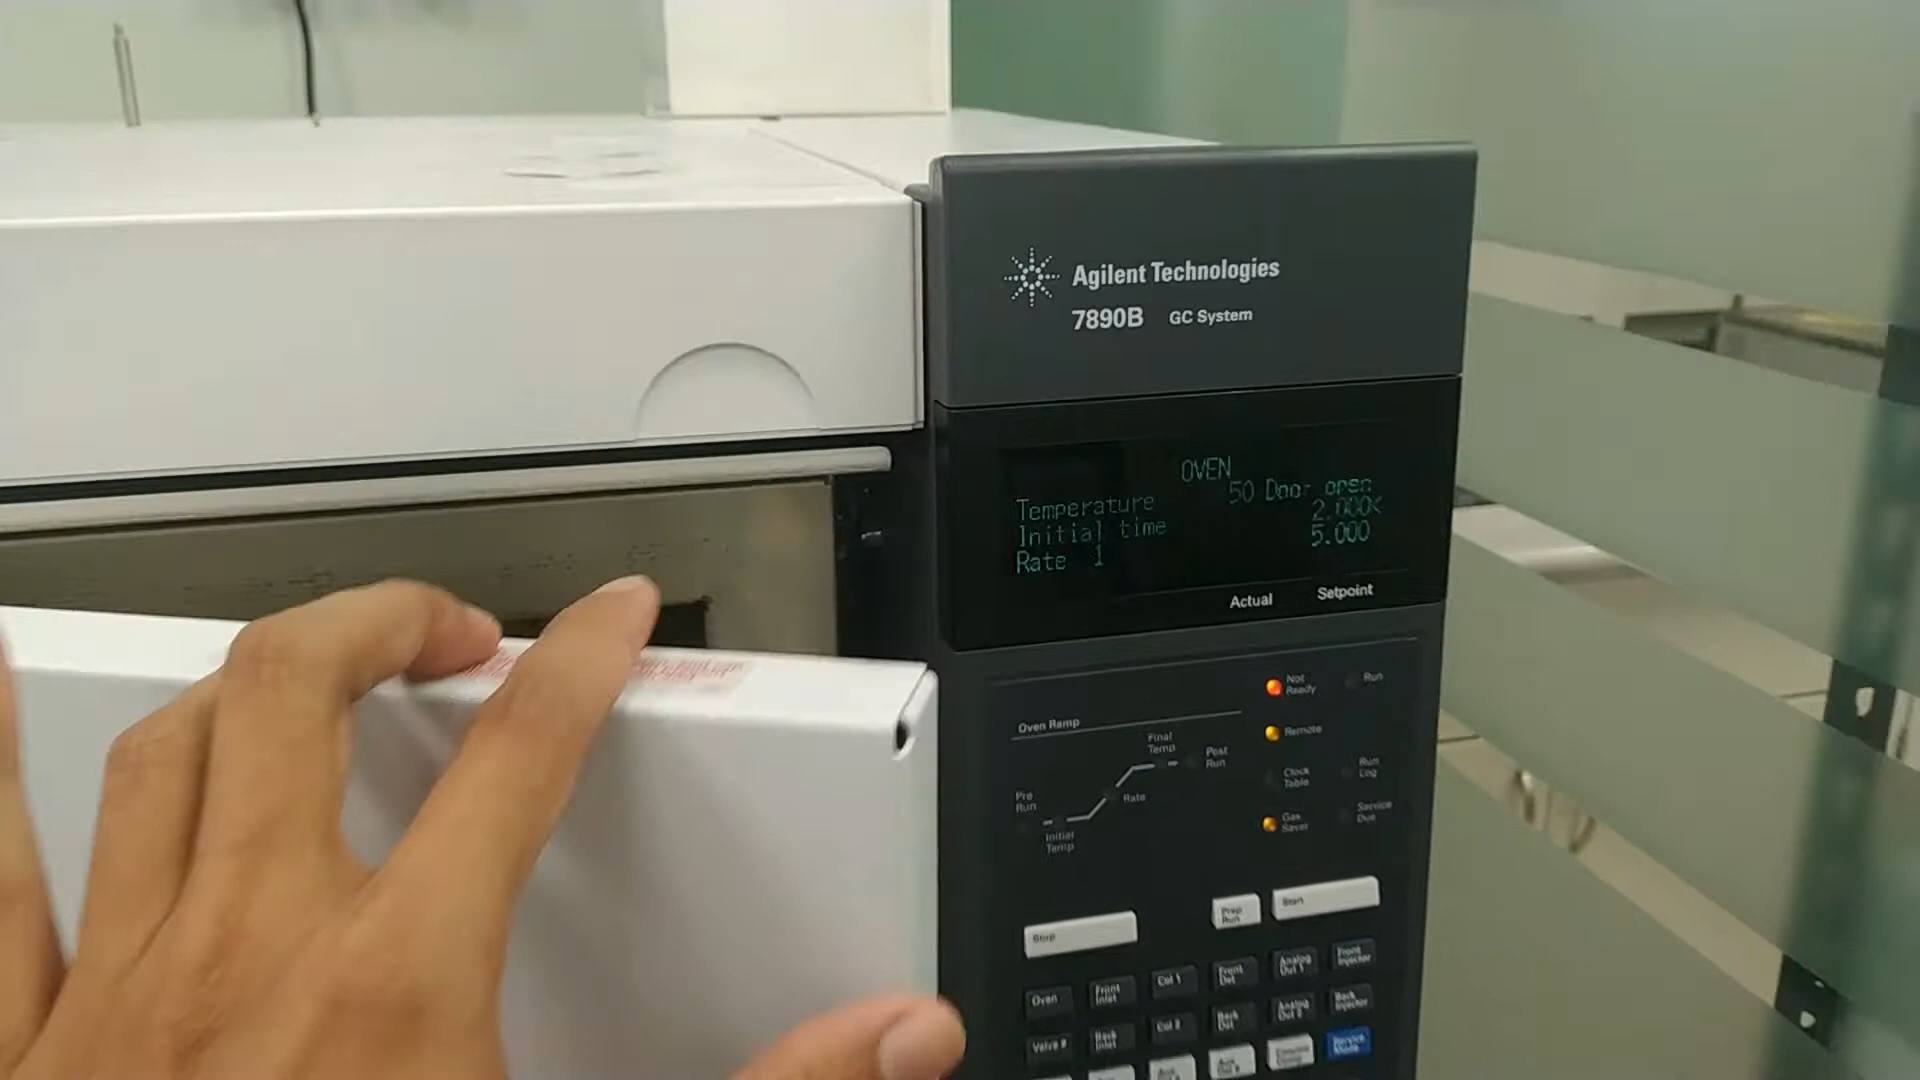 Agilent Technologies
7890B GC System
OVEN
Temperature 50 Door open
Initial time 2.000<
Rate 1 5.000
Actual Setpoint
Not Ready
Run
Remote
Oven Ramp
Final Temp
Post Run
Clock Table
Run Log
Pre Run
Rate
Gas Saver
Service Due
Initial Temp
Stop
Prep Run
Start
Oven
Front Inlet
Col 1
Front Det
Analog Out 1
Front Injector
Valve #
Back Inlet
Col 2
Back Det
Analog Out 2
Back Injector
Service Mode